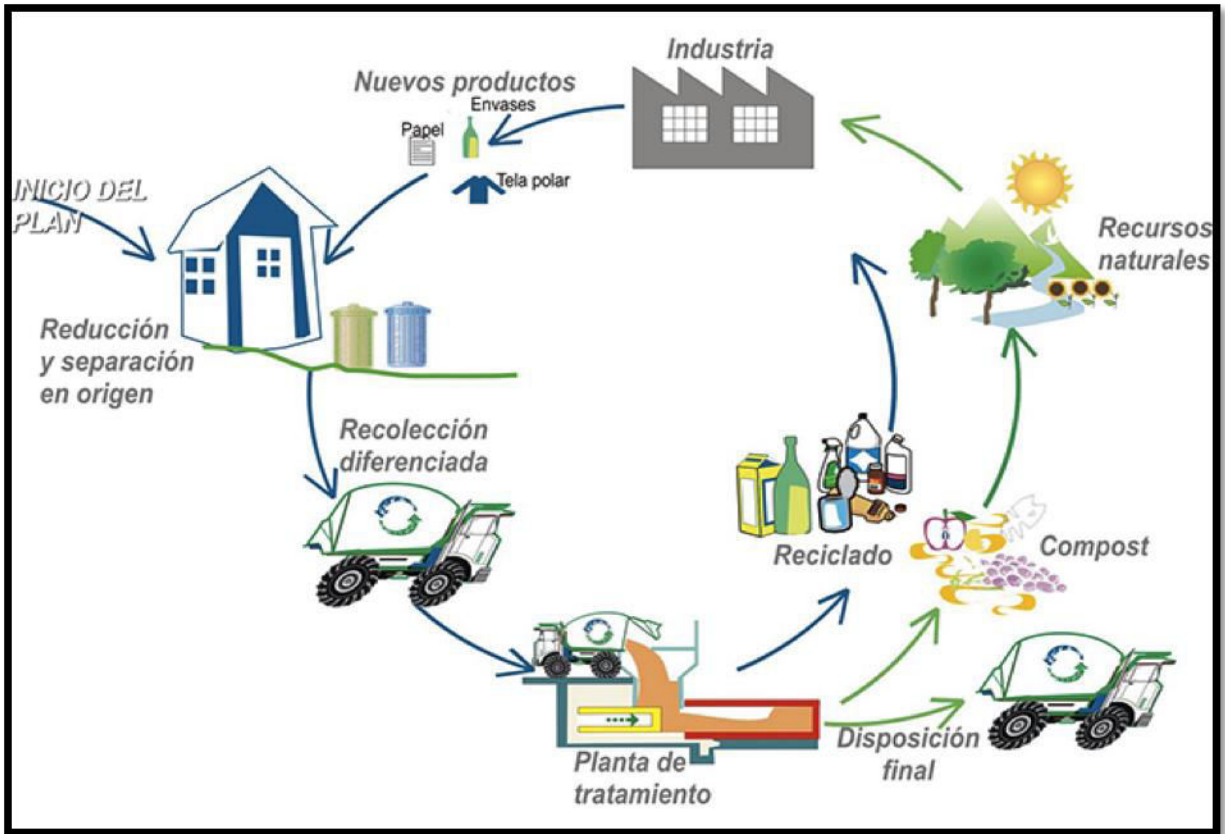 Industria
Nuevos productos
Envases
Papel
Tela polar
INICIO DEL
PLAN
Recursos
naturales
Reducción
y separación
en origen
Recolección
diferenciada
Reciclado
Compost
Planta de
tratamiento
Disposición
final